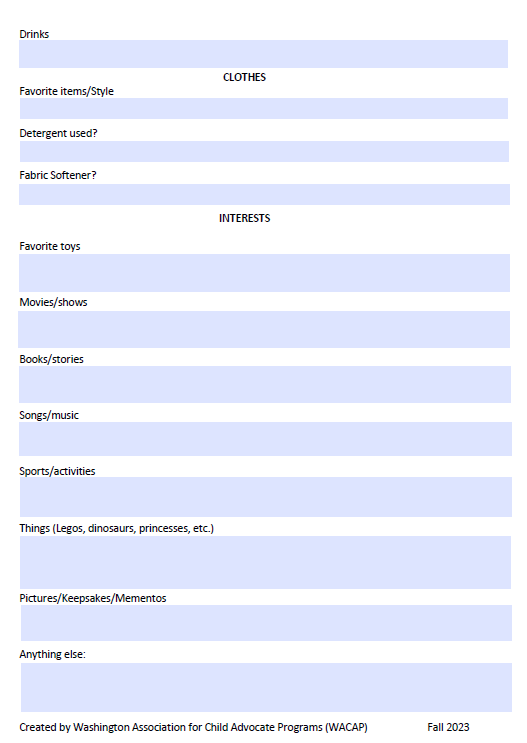 Drinks
CLOTHES
Favorite items/Style
Detergent used?
Fabric Softener?
INTERESTS
Favorite toys
Movies/shows
Books/stories
Songs/music
Sports/activities
Things (Legos, dinosaurs, princesses, etc.)
Pictures/Keepsakes/Mementos
Anything else:
Created by Washington Association for Child Advocate Programs (WACAP) Fall 2023